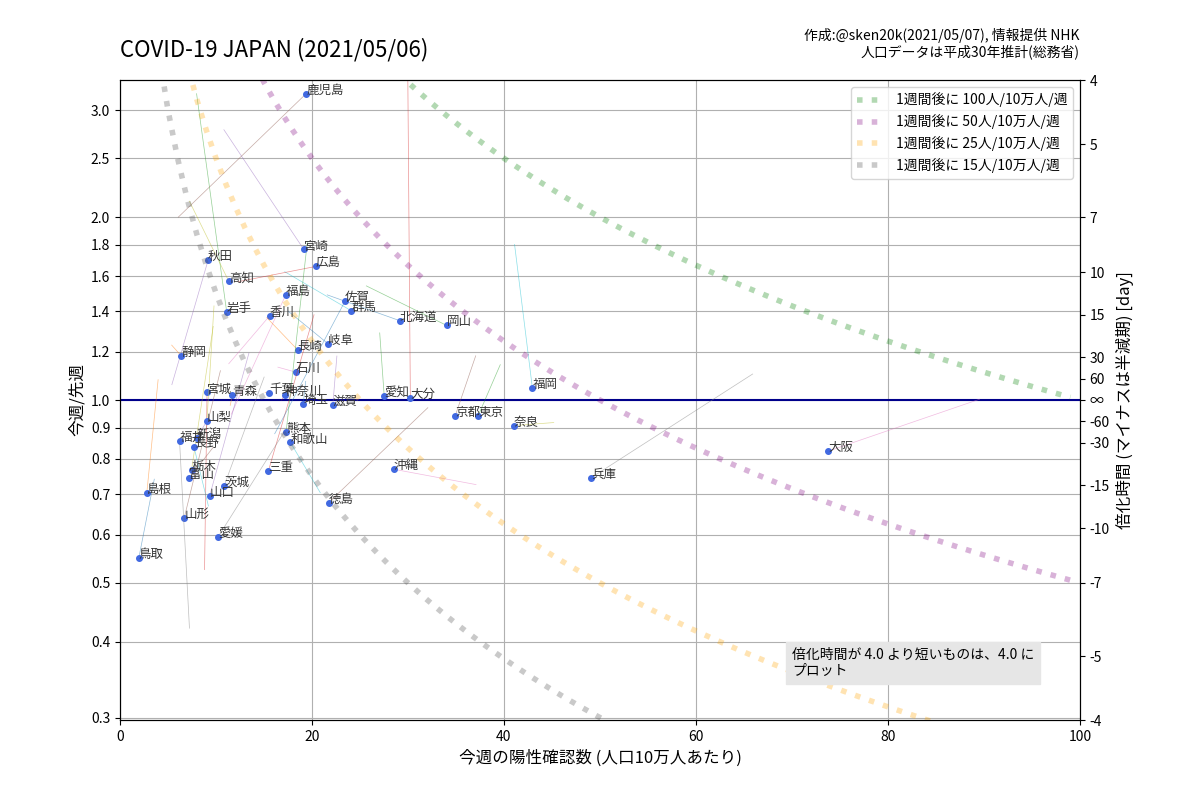 COVID-19 JAPAN (2021/05/06)
作成:@sken20k(2021/05/07), 情報提供 NHK
人口データは平成30年推計(総務省)
1週間後に 100人/10万人/週
1週間後に 50人/10万人/週
1週間後に 25人/10万人/週
1週間後に 15人/10万人/週
今週/先週
3.0
2.5
2.0
1.8
1.6
1.4
1.2
1.0
0.9
0.8
0.7
0.6
0.5
0.4
0.3
鹿児島
宮崎
秋田
広島
高知
福島
佐賀
岩手
香川
群馬
北海道
岡山
静岡
長崎
岐阜
石川
宮城
青森
千葉
神奈川
埼玉
滋賀
愛知
大分
福岡
山梨
京都
東京
奈良
福井
新潟
長野
熊本
和歌山
大阪
栃木
富山
三重
沖縄
兵庫
島根
茨城
山口
徳島
山形
愛媛
鳥取
倍化時間が 4.0 より短いものは、4.0 に
プロット
4
5
7
10
15
30
60
∞
-60
-30
-15
-10
-7
-5
-4
倍化時間 (マイナスは半減期) [day]
0
20
40
60
80
100
今週の陽性確認数 (人口10万人あたり)